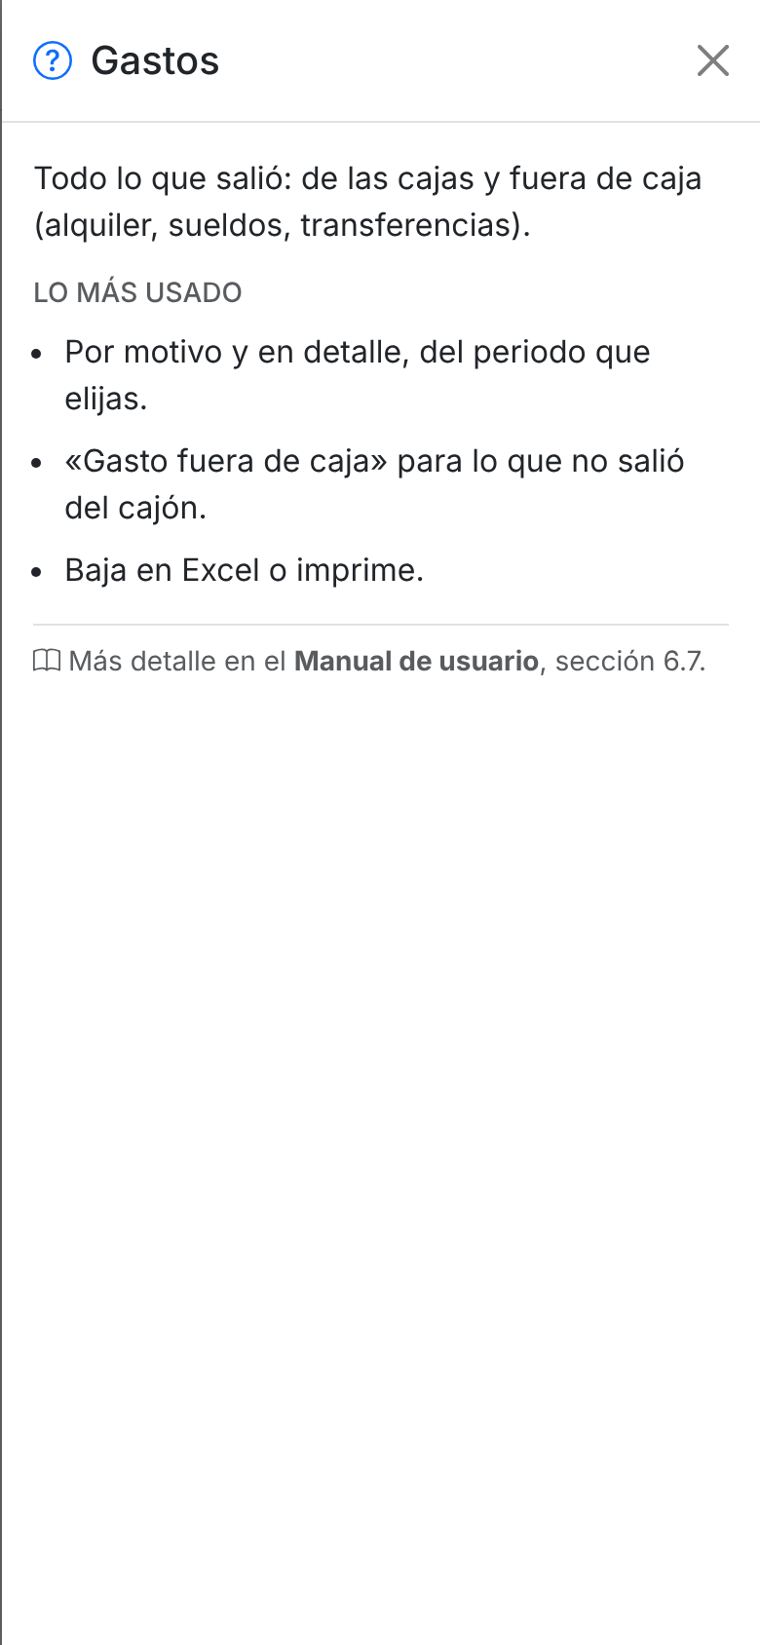 Gastos
Todo lo que salió: de las cajas y fuera de caja
(alquiler, sueldos, transferencias).
LO MÁS USADO
• Por motivo y en detalle, del periodo que
elijas.
• «Gasto fuera de caja» para lo que no salió
del cajón.
• Baja en Excel o imprime.
Más detalle en el Manual de usuario, sección 6.7.